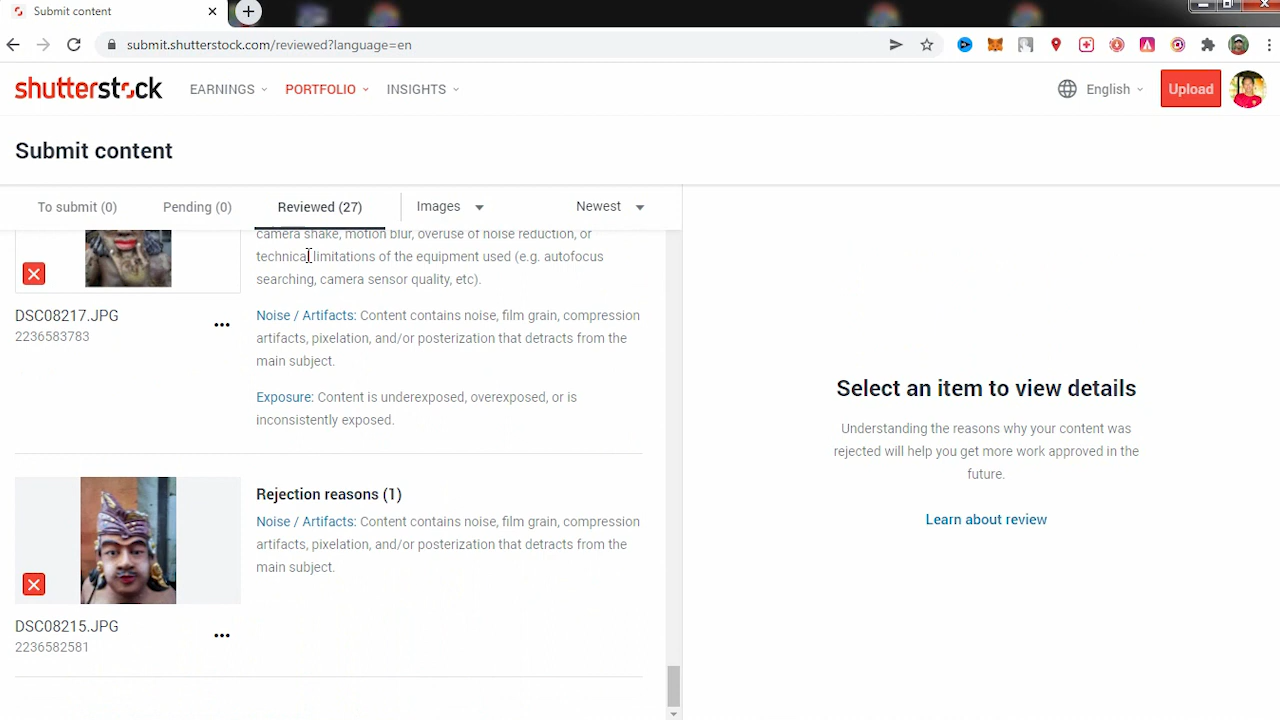 Submit content
submit.shutterstock.com/reviewed?language=en
shutterstock EARNINGS PORTFOLIO INSIGHTS English Upload
Submit content
To submit (0) Pending (0) Reviewed (27) Images Newest
camera shake, motion blur, overuse of noise reduction, or
technical limitations of the equipment used (e.g. autofocus
searching, camera sensor quality, etc).
DSC08217.JPG
2236583783
Noise / Artifacts: Content contains noise, film grain, compression
artifacts, pixelation, and/or posterization that detracts from the
main subject.
Exposure: Content is underexposed, overexposed, or is
inconsistently exposed.
Rejection reasons (1)
Noise / Artifacts: Content contains noise, film grain, compression
artifacts, pixelation, and/or posterization that detracts from the
main subject.
DSC08215.JPG
2236582581
Select an item to view details
Understanding the reasons why your content was
rejected will help you get more work approved in the
future.
Learn about review